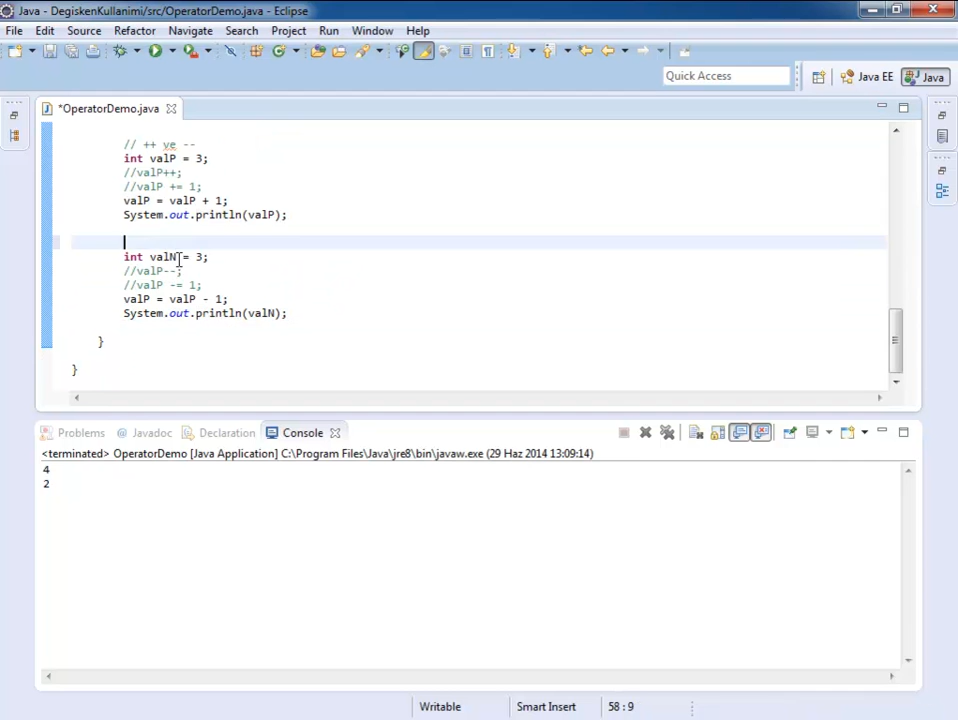 Java - DegiskenKullanimi/src/OperatorDemo.java - Eclipse
File Edit Source Refactor Navigate Search Project Run Window Help
Quick Access
Java EE
Java
*OperatorDemo.java
// ++ ve --
int valP = 3;
//valP++;
//valP += 1;
valP = valP + 1;
System.out.println(valP);
int valN = 3;
//valP--;
//valP -= 1;
valP = valP - 1;
System.out.println(valN);
}
}
Problems @ Javadoc Declaration Console
<terminated> OperatorDemo [Java Application] C:\Program Files\Java\jre8\bin\javaw.exe (29 Haz 2014 13:09:14)
4
2
Writable Smart Insert 58 : 9